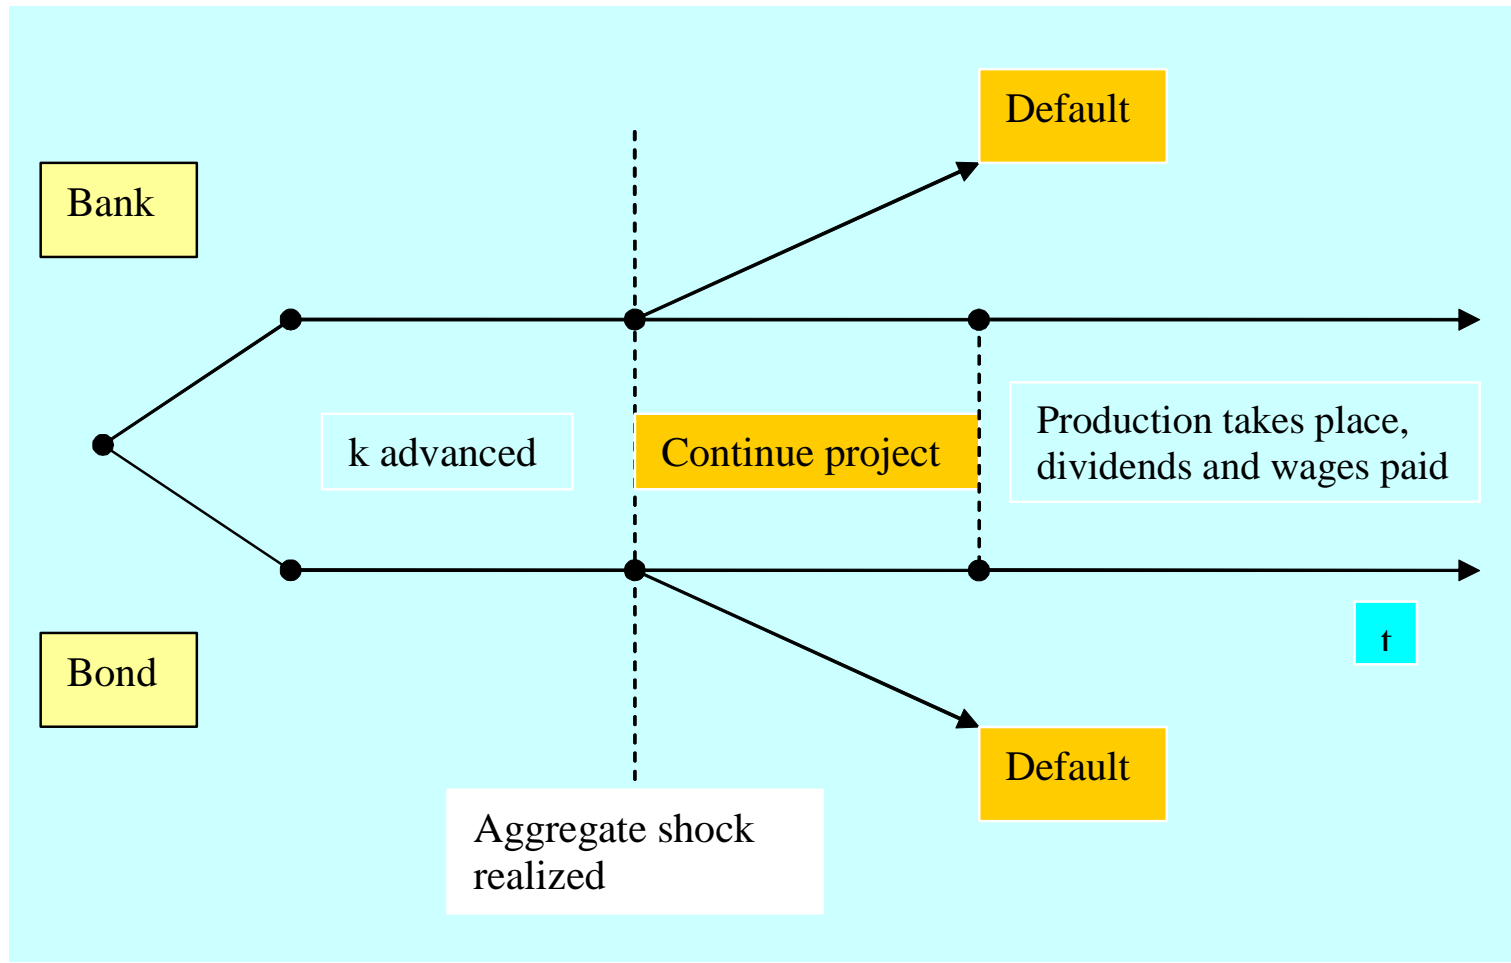 Default
Bank
k advanced
Continue project
Production takes place,
dividends and wages paid
t
Bond
Default
Aggregate shock
realized